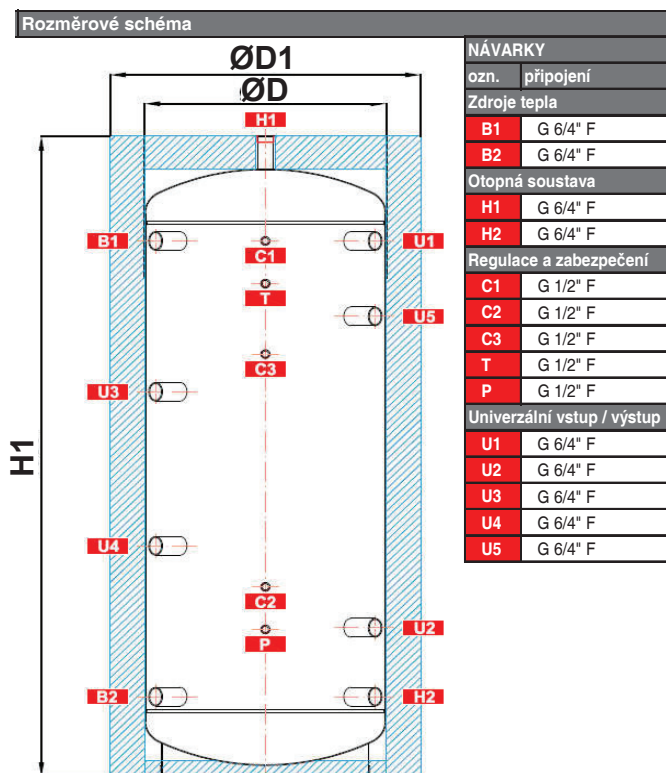 Rozměrové schéma
ØD1
ØD
H1
B1
U1
C1
T
U5
C3
U3
H1
U4
C2
U2
P
B2
H2
NÁVARKY
ozn. připojení
Zdroje tepla
B1 G 6/4" F
B2 G 6/4" F
Otopná soustava
H1 G 6/4" F
H2 G 6/4" F
Regulace a zabezpečení
C1 G 1/2" F
C2 G 1/2" F
C3 G 1/2" F
T G 1/2" F
P G 1/2" F
Univerzální vstup / výstup
U1 G 6/4" F
U2 G 6/4" F
U3 G 6/4" F
U4 G 6/4" F
U5 G 6/4" F